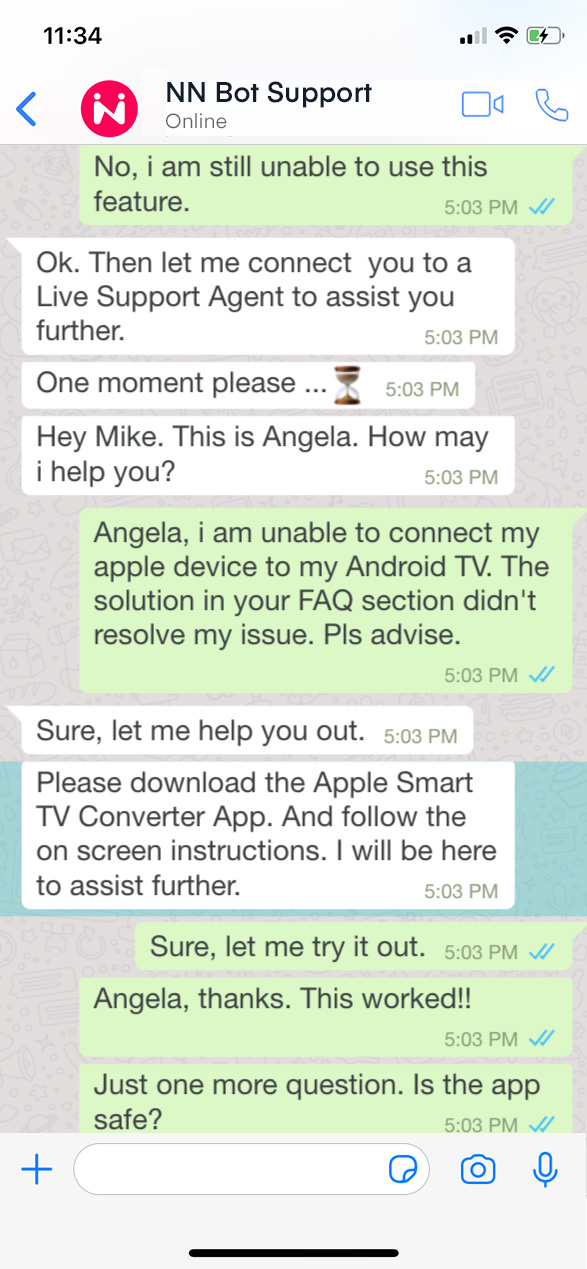 11:34
NN Bot Support
Online
No, i am still unable to use this
feature.
5:03 PM
Ok. Then let me connect  you to a
Live Support Agent to assist you
further.
5:03 PM
One moment please ...
5:03 PM
Hey Mike. This is Angela. How may
i help you?
5:03 PM
Angela, i am unable to connect my
apple device to my Android TV. The
solution in your FAQ section didn't
resolve my issue. Pls advise.
5:03 PM
Sure, let me help you out.
5:03 PM
Please download the Apple Smart
TV Converter App. And follow the
on screen instructions. I will be here
to assist further.
5:03 PM
Sure, let me try it out.
5:03 PM
Angela, thanks. This worked!!
5:03 PM
Just one more question. Is the app
safe?
5:03 PM